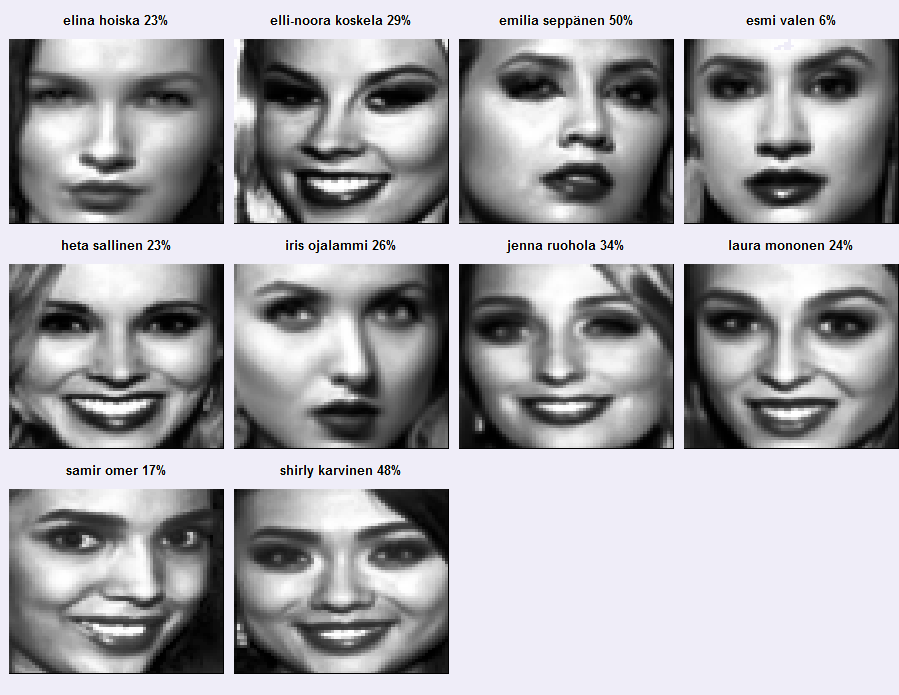 elina hoiska 23%
elli-noora koskela 29%
emilia seppänen 50%
esmi valen 6%
heta sallinen 23%
iris ojalammi 26%
jenna ruohola 34%
laura mononen 24%
samir omer 17%
shirly karvinen 48%